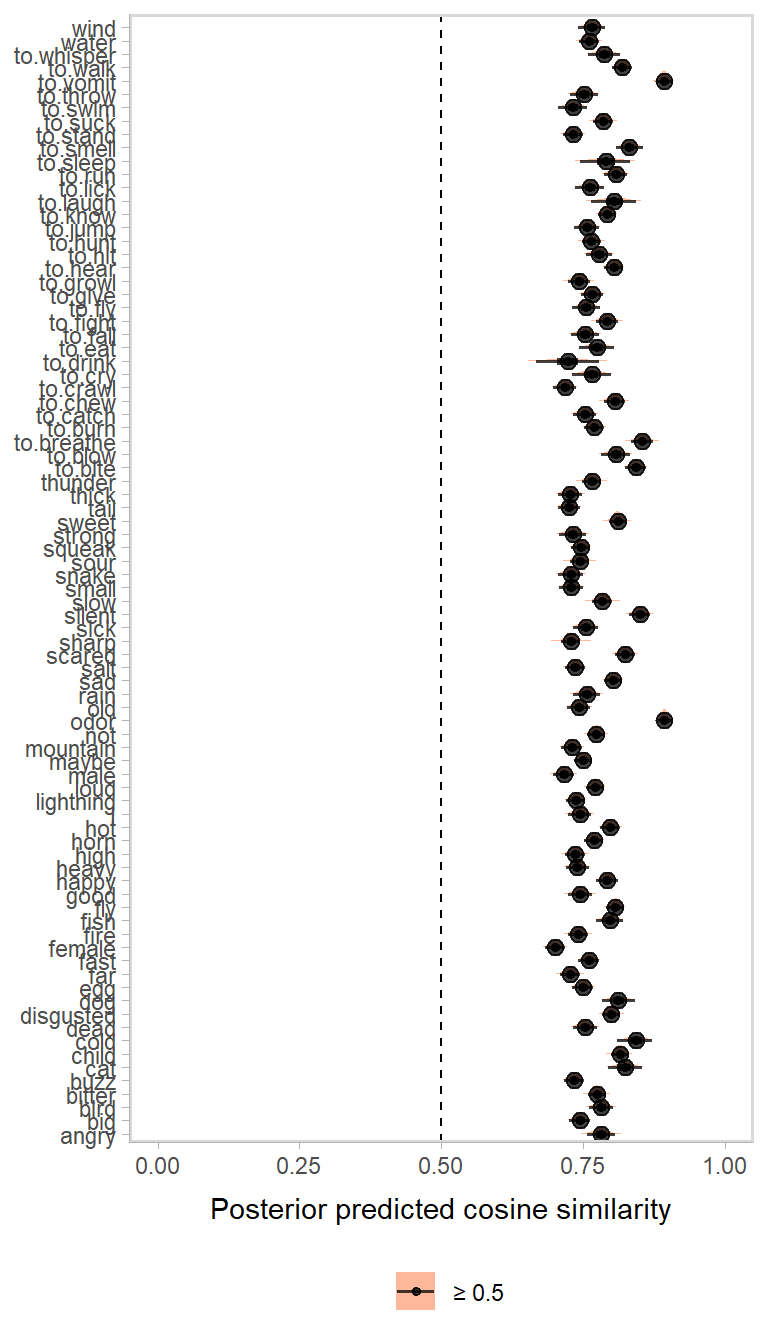 wind
water
to.whisper
to.walk
to.vomit
to.throw
to.swim
to.suck
to.stand
to.smell
to.sleep
to.run
to.lick
to.laugh
to.know
to.jump
to.hunt
to.hit
to.hear
to.growl
to.give
to.fly
to.fight
to.fall
to.eat
to.drink
to.cry
to.crawl
to.chew
to.catch
to.burn
to.breathe
to.blow
to.bite
thunder
thick
tail
sweet
strong
squeak
sour
snake
small
slow
silent
sick
sharp
scared
salt
sad
rain
old
odor
not
mountain
maybe
male
loud
lightning
I
hot
horn
high
heavy
happy
good
fly
fish
fire
female
fast
far
egg
dog
disgusted
dead
cold
child
cat
buzz
bitter
bird
big
angry
0.00 0.25 0.50 0.75 1.00
Posterior predicted cosine similarity
≥ 0.5